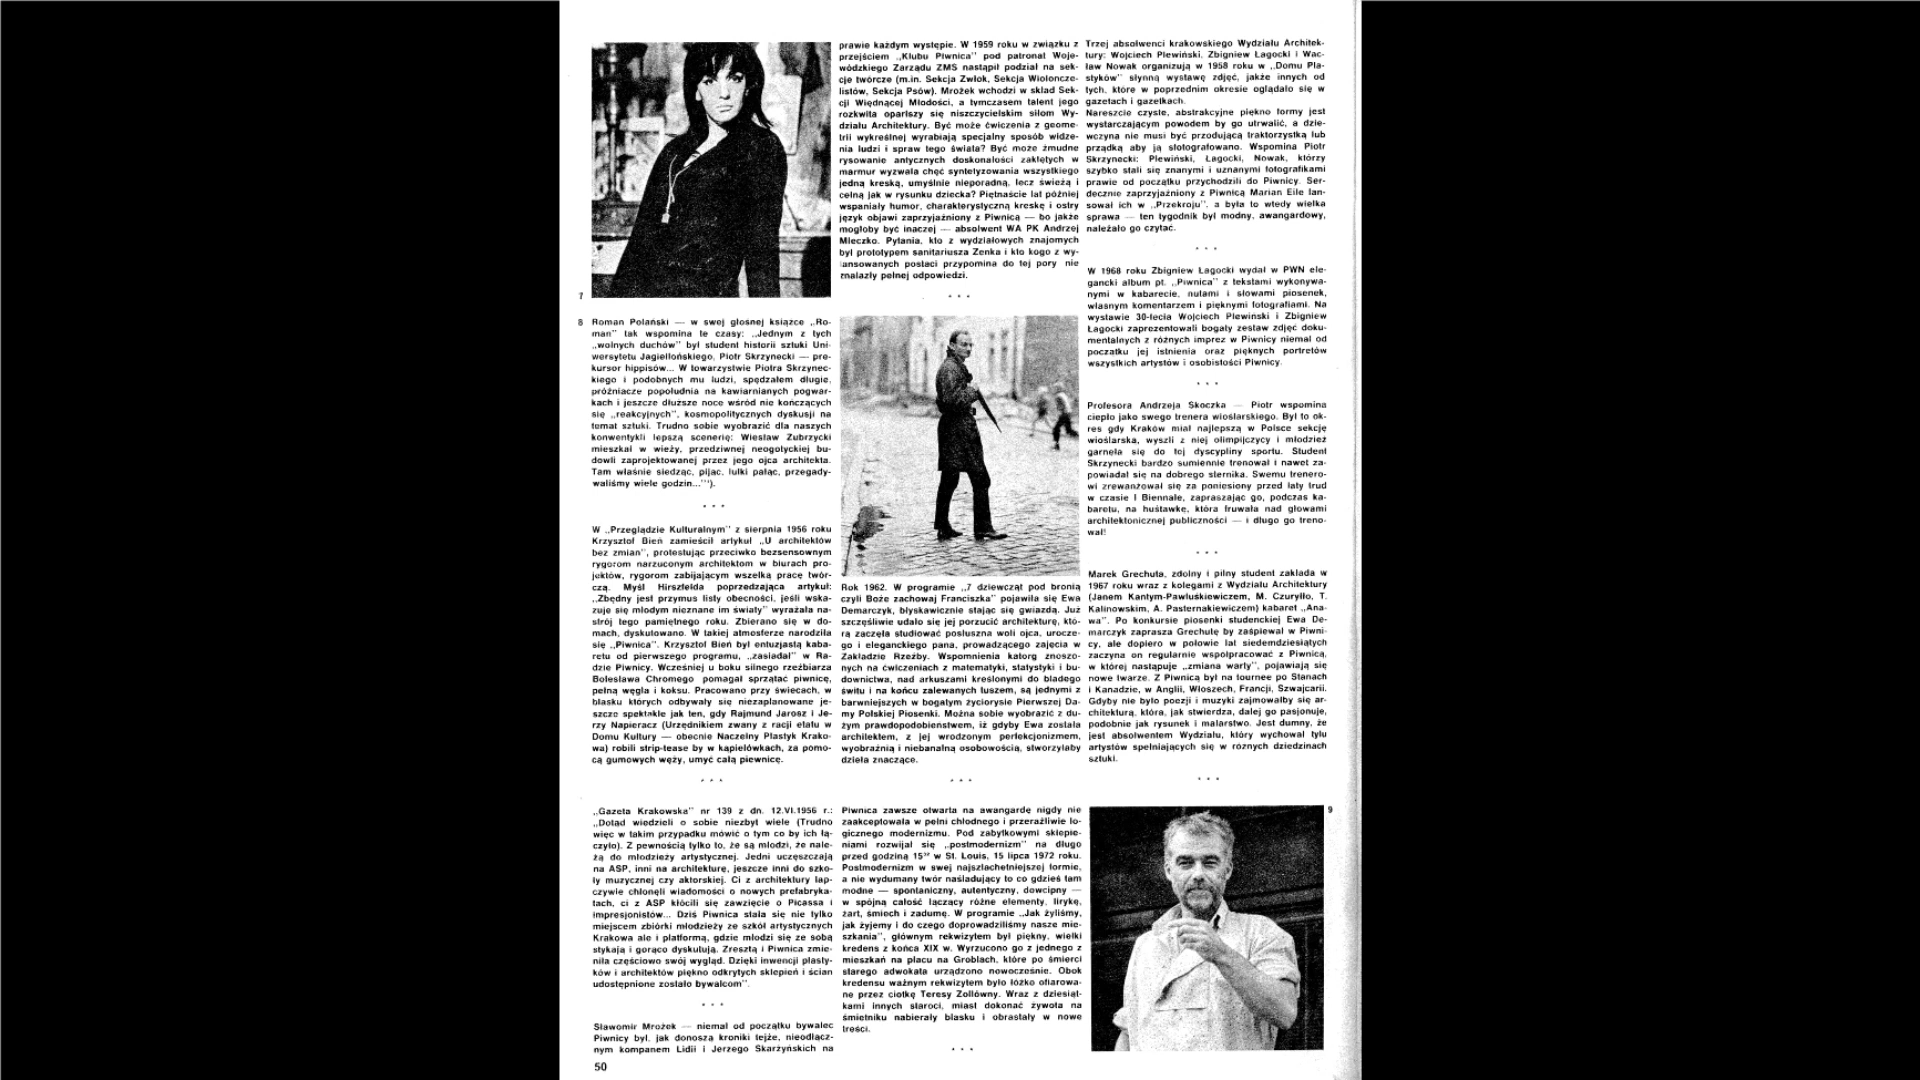 7
8
Roman Polański — w swej głośnej książce „Ro-
man" tak wspomina te czasy: „Jednym z tych
„wolnych duchów" był student historii sztuki Uni-
wersytetu Jagiellońskiego, Piotr Skrzynecki — pre-
kursor hippisów... W towarzystwie Piotra Skrzynec-
kiego i podobnych mu ludzi, spędzałem długie,
próżniacze popołudnia na kawiarnianych pogwar-
kach i jeszcze dłuższe noce wśród nie kończących
się „reakcyjnych", kosmopolitycznych dyskusji na
temat sztuki. Trudno sobie wyobrazić dla naszych
konwentykli lepszą scenerię: Wiesław Zubrzycki
mieszkał w wieży, przedziwnej neogotyckiej bu-
dowli zaprojektowanej przez jego ojca architekta.
Tam właśnie siedząc, pijąc, lulki paląc, przegady-
waliśmy wiele godzin..."').
* * *
W „Przeglądzie Kulturalnym" z sierpnia 1956 roku
Krzysztof Bień zamieścił artykuł „U architektów
bez zmian", protestując przeciwko bezsensownym
rygorom narzuconym architektom w biurach pro-
jektów, rygorom zabijającym wszelką pracę twór-
czą. Myśl Hirszfelda poprzedzająca artykuł:
„Zbędny jest przymus listy obecności, jeśli wska-
zuje się młodym nieznane im światy" wyrażała na-
strój tego pamiętnego roku. Zbierano się w do-
mach, dyskutowano. W takiej atmosferze narodziła
się „Piwnica". Krzysztof Bień był entuzjastą kaba-
retu od pierwszego programu, „zasiadał" w Ra-
dzie Piwnicy. Wcześniej u boku silnego rzeźbiarza
Bolesława Chromego pomagał sprzątać piwnicę,
pełną węgla i koksu. Pracowano przy świecach, w
blasku których odbywały się niezaplanowane je-
szcze spektakle jak ten, gdy Rajmund Jarosz i Je-
rzy Napieracz (Urzędnikiem zwany z racji etatu w
Domu Kultury — obecnie Naczelny Plastyk Krako-
wa) robili strip-tease by w kąpielówkach, za pomo-
cą gumowych węży, umyć całą piewnicę.
* * *
„Gazeta Krakowska" nr 139 z dn. 12.VI.1956 r.:
„Dotąd wiedzieli o sobie niezbyt wiele (Trudno
więc w takim przypadku mówić o tym co by ich łą-
czyło). Z pewnością tylko to, że są młodzi, że nale-
żą do młodzieży artystycznej. Jedni uczęszczają
na ASP, inni na architekturę, jeszcze inni do szko-
ły muzycznej czy aktorskiej. Ci z architektury łap-
czywie chłonęli wiadomości o nowych prefabryka-
tach, ci z ASP kłócili się zawzięcie o Picassa i
impresjonistów... Dziś Piwnica stała się nie tylko
miejscem zbiórki młodzieży ze szkół artystycznych
Krakowa ale i platformą, gdzie młodzi się ze sobą
stykają i gorąco dyskutują. Zresztą i Piwnica zmie-
niła częściowo swój wygląd. Dzięki inwencji plasty-
ków i architektów piękno odkrytych sklepień i ścian
udostępnione zostało bywalcom".
* * *
Sławomir Mrożek — niemal od początku bywalec
Piwnicy był, jak donoszą kroniki tejże, nieodłącz-
nym kompanem Lidii i Jerzego Skarżyńskich na
50
prawie każdym występie. W 1959 roku w związku z
przejściem „Klubu Piwnica" pod patronat Woje-
wódzkiego Zarządu ZMS nastąpił podział na sek-
cje twórcze (m.in. Sekcja Zwłok, Sekcja Wioloncze-
listów, Sekcja Psów). Mrożek wchodzi w skład Sek-
cji Więdnącej Młodości, a tymczasem talent jego
rozkwita oparłszy się niszczycielskim siłom Wy-
działu Architektury. Być może ćwiczenia z geome-
trii wykreślnej wyrabiają specjalny sposób widze-
nia ludzi i spraw tego świata? Być może żmudne
rysowanie antycznych doskonałości zaklętych w
marmur wyzwala chęć syntetyzowania wszystkiego
jedną kreską, umyślnie nieporadną, lecz świeżą i
celną jak w rysunku dziecka? Piętnaście lat później
wspaniały humor, charakterystyczną kreskę i ostry
język objawi zaprzyjaźniony z Piwnicą — bo jakże
mogłoby być inaczej — absolwent WA PK Andrzej
Mleczko. Pytania, kto z wydziałowych znajomych
był prototypem sanitariusza Zenka i kto kogo z wy-
lansowanych postaci przypomina do tej pory nie
znalazły pełnej odpowiedzi.
* * *
Rok 1962. W programie „7 dziewcząt pod bronią
czyli Boże zachowaj Franciszka" pojawiła się Ewa
Demarczyk, błyskawicznie stając się gwiazdą. Już
szczęśliwie udało się jej porzucić architekturę, któ-
rą zaczęła studiować posłuszna woli ojca, urocze-
go i eleganckiego pana, prowadzącego zajęcia w
Zakładzie Rzeźby. Wspomnienia katorg znoszo-
nych na ćwiczeniach z matematyki, statystyki i bu-
downictwa, nad arkuszami kreślonymi do bladego
świtu i na końcu zalewanych tuszem, są jednymi z
barwniejszych w bogatym życiorysie Pierwszej Da-
my Polskiej Piosenki. Można sobie wyobrazić z du-
żym prawdopodobieństwem, iż gdyby Ewa została
architektem, z jej wrodzonym perfekcjonizmem,
wyobraźnią i niebanalną osobowością, stworzyłaby
dzieła znaczące.
* * *
Piwnica zawsze otwarta na awangardę nigdy nie
zaakceptowała w pełni chłodnego i przeraźliwie lo-
gicznego modernizmu. Pod zabytkowymi sklepie-
niami rozwijał się „postmodernizm" na długo
przed godziną 15³² w St. Louis, 15 lipca 1972 roku.
Postmodernizm w swej najszlachetniejszej formie,
a nie wydumany twór naśladujący to co gdzieś tam
modne — spontaniczny, autentyczny, dowcipny —
w spójną całość łączący różne elementy, lirykę,
żart, śmiech i zadumę. W programie „Jak żyliśmy,
jak żyjemy i do czego doprowadziliśmy nasze mie-
szkania", głównym rekwizytem był piękny, wielki
kredens z końca XIX w. Wyrzucono go z jednego z
mieszkań na placu na Groblach, które po śmierci
starego adwokata urządzono nowocześnie. Obok
kredensu ważnym rekwizytem było łóżko ofiarowa-
ne przez ciotkę Teresy Zollówny. Wraz z dziesiąt-
kami innych staroci, miast dokonać żywota na
śmietniku nabierały blasku i obrastały w nowe
treści.
* * *
Trzej absolwenci krakowskiego Wydziału Architek-
tury: Wojciech Plewiński, Zbigniew Łagocki i Wac-
ław Nowak organizują w 1958 roku w „Domu Pla-
styków" słynną wystawę zdjęć, jakże innych od
tych, które w poprzednim okresie oglądało się w
gazetach i gazetkach.
Nareszcie czyste, abstrakcyjne piękno formy jest
wystarczającym powodem by go utrwalić, a dzie-
wczyna nie musi być przodującą traktorzystką lub
prządką aby ją sfotografowano. Wspomina Piotr
Skrzynecki: Plewiński, Łagocki, Nowak, którzy
szybko stali się znanymi i uznanymi fotografikami
prawie od początku przychodzili do Piwnicy. Ser-
decznie zaprzyjaźniony z Piwnicą Marian Eile lan-
sował ich w „Przekroju", a była to wtedy wielka
sprawa — ten tygodnik był modny, awangardowy,
należało go czytać.
* * *
W 1968 roku Zbigniew Łagocki wydał w PWN ele-
gancki album pt. „Piwnica" z tekstami wykonywa-
nymi w kabarecie, nutami i słowami piosenek,
własnym komentarzem i pięknymi fotografiami. Na
wystawie 30-lecia Wojciech Plewiński i Zbigniew
Łagocki zaprezentowali bogaty zestaw zdjęć doku-
mentalnych z różnych imprez w Piwnicy niemal od
początku jej istnienia oraz pięknych portretów
wszystkich artystów i osobistości Piwnicy.
* * *
Profesora Andrzeja Skoczka — Piotr wspomina
ciepło jako swego trenera wioślarskiego. Był to ok-
res gdy Kraków miał najlepszą w Polsce sekcję
wioślarską, wyszli z niej olimpijczycy i młodzież
garnęła się do tej dyscypliny sportu. Student
Skrzynecki bardzo sumiennie trenował i nawet za-
powiadał się na dobrego sternika. Swemu trenero-
wi zrewanżował się za poniesiony przed laty trud
w czasie I Biennale, zapraszając go, podczas ka-
baretu, na huśtawkę, która fruwała nad głowami
architektonicznej publiczności — i długo go treno-
wał!
* * *
Marek Grechuta, zdolny i pilny student zakłada w
1967 roku wraz z kolegami z Wydziału Architektury
(Janem Kantym-Pawluśkiewiczem, M. Czuryłło, T.
Kalinowskim, A. Pasternakiewiczem) kabaret „Ana-
wa". Po konkursie piosenki studenckiej Ewa De-
marczyk zaprasza Grechutę by zaśpiewał w Piwni-
cy, ale dopiero w połowie lat siedemdziesiątych
zaczyna on regularnie współpracować z Piwnicą,
w której następuje „zmiana warty", pojawiają się
nowe twarze. Z Piwnicą był na tournee po Stanach
i Kanadzie, w Anglii, Włoszech, Francji, Szwajcarii.
Gdyby nie było poezji i muzyki zajmowałby się ar-
chitekturą, która, jak stwierdza, dalej go pasjonuje,
podobnie jak rysunek i malarstwo. Jest dumny, że
jest absolwentem Wydziału, który wychował tylu
artystów spełniających się w różnych dziedzinach
sztuki.
* * *
9